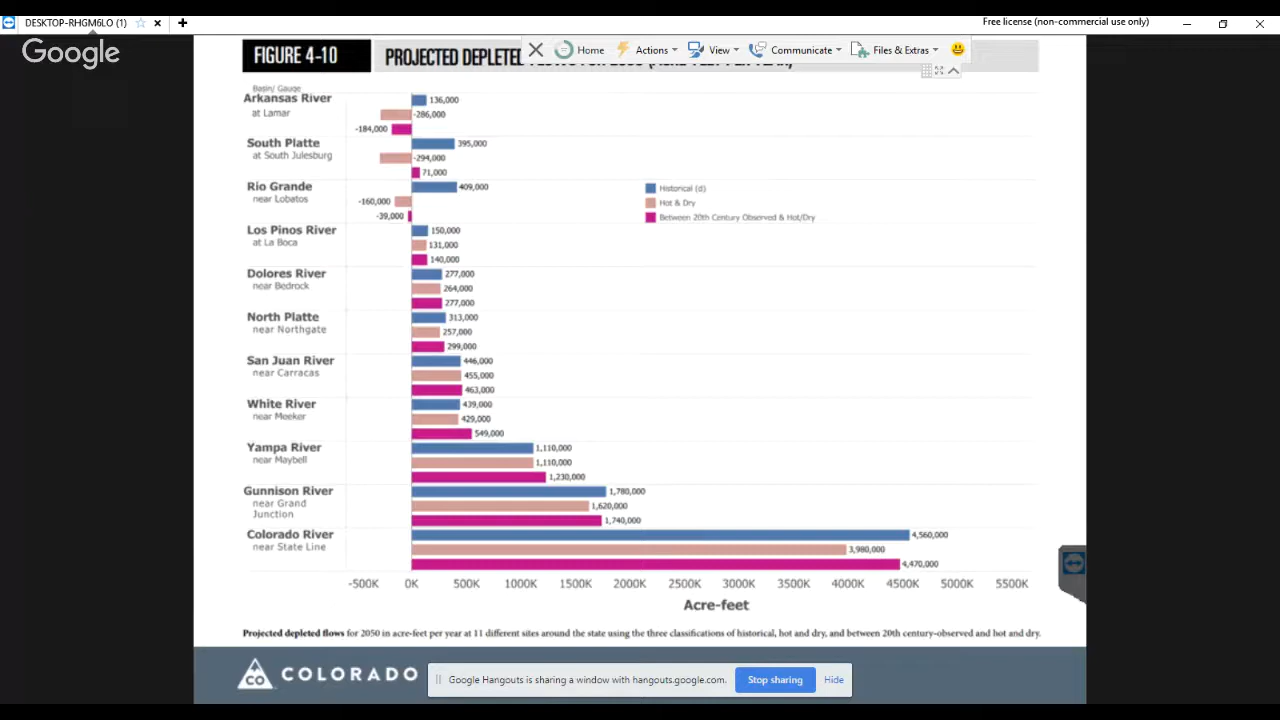 DESKTOP-RHGM6LO (1)
Free license (non-commercial use only)
Google
Home Actions View Communicate Files & Extras
FIGURE 4-10 PROJECTED DEPLETED
Basin/ Gauge
Arkansas River
at Lamar
136,000
-286,000
-184,000
South Platte
at South Julesburg
395,000
-294,000
71,000
Rio Grande
near Lobatos
409,000
-160,000
-39,000
Historical (d)
Hot & Dry
Between 20th Century Observed & Hot/Dry
Los Pinos River
at La Boca
150,000
131,000
140,000
Dolores River
near Bedrock
277,000
264,000
277,000
North Platte
near Northgate
313,000
257,000
299,000
San Juan River
near Carracas
446,000
455,000
463,000
White River
near Meeker
439,000
429,000
549,000
Yampa River
near Maybell
1,110,000
1,110,000
1,230,000
Gunnison River
near Grand
Junction
1,780,000
1,620,000
1,740,000
Colorado River
near State Line
4,560,000
3,980,000
4,470,000
-500K 0K 500K 1000K 1500K 2000K 2500K 3000K 3500K 4000K 4500K 5000K 5500K
Acre-feet
Projected depleted flows for 2050 in acre-feet per year at 11 different sites around the state using the three classifications of historical, hot and dry, and between 20th century-observed and hot and dry.
CO COLORADO
Google Hangouts is sharing a window with hangouts.google.com. Stop sharing Hide